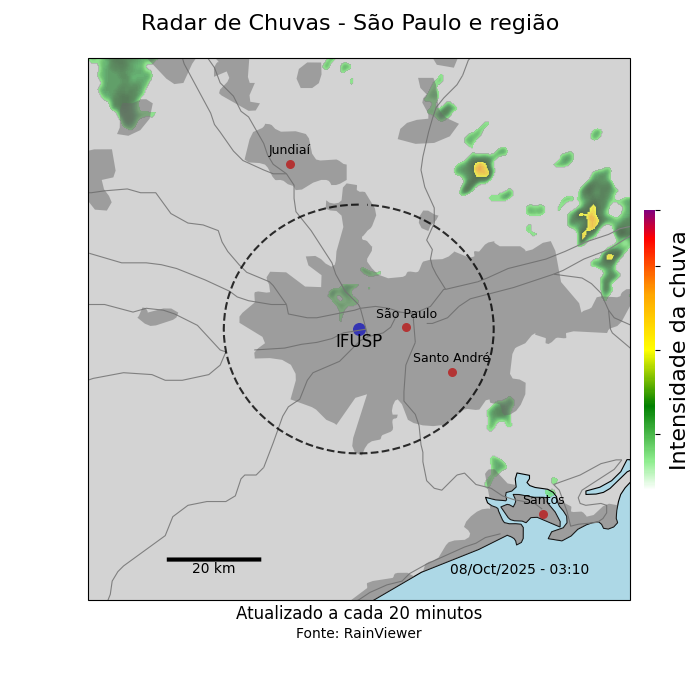 Radar de Chuvas - São Paulo e região
Jundiaí
São Paulo
IFUSP
Santo André
Intensidade da chuva
Santos
20 km
08/Oct/2025 - 03:10
Atualizado a cada 20 minutos
Fonte: RainViewer